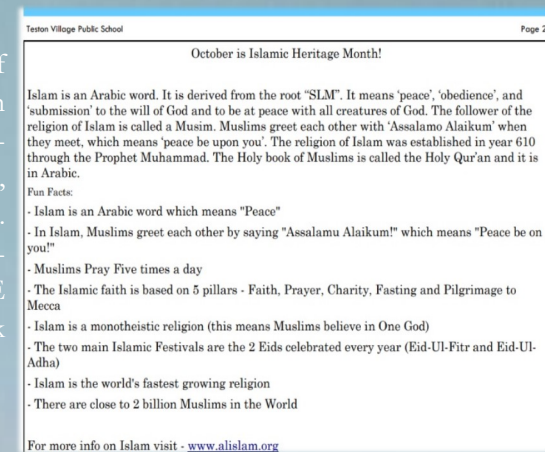 Teston Village Public School Page 2
October is Islamic Heritage Month!
Islam is an Arabic word. It is derived from the root "SLM". It means 'peace', 'obedience', and
'submission' to the will of God and to be at peace with all creatures of God. The follower of the
religion of Islam is called a Musim. Muslims greet each other with 'Assalamo Alaikum' when
they meet, which means 'peace be upon you'. The religion of Islam was established in year 610
through the Prophet Muhammad. The Holy book of Muslims is called the Holy Qur'an and it is
in Arabic.
Fun Facts:
- Islam is an Arabic word which means "Peace"
- In Islam, Muslims greet each other by saying "Assalamu Alaikum!" which means "Peace be on
you!"
- Muslims Pray Five times a day
- The Islamic faith is based on 5 pillars - Faith, Prayer, Charity, Fasting and Pilgrimage to
Mecca
- Islam is a monotheistic religion (this means Muslims believe in One God)
- The two main Islamic Festivals are the 2 Eids celebrated every year (Eid-Ul-Fitr and Eid-Ul-
Adha)
- Islam is the world's fastest growing religion
- There are close to 2 billion Muslims in the World
For more info on Islam visit - www.alislam.org